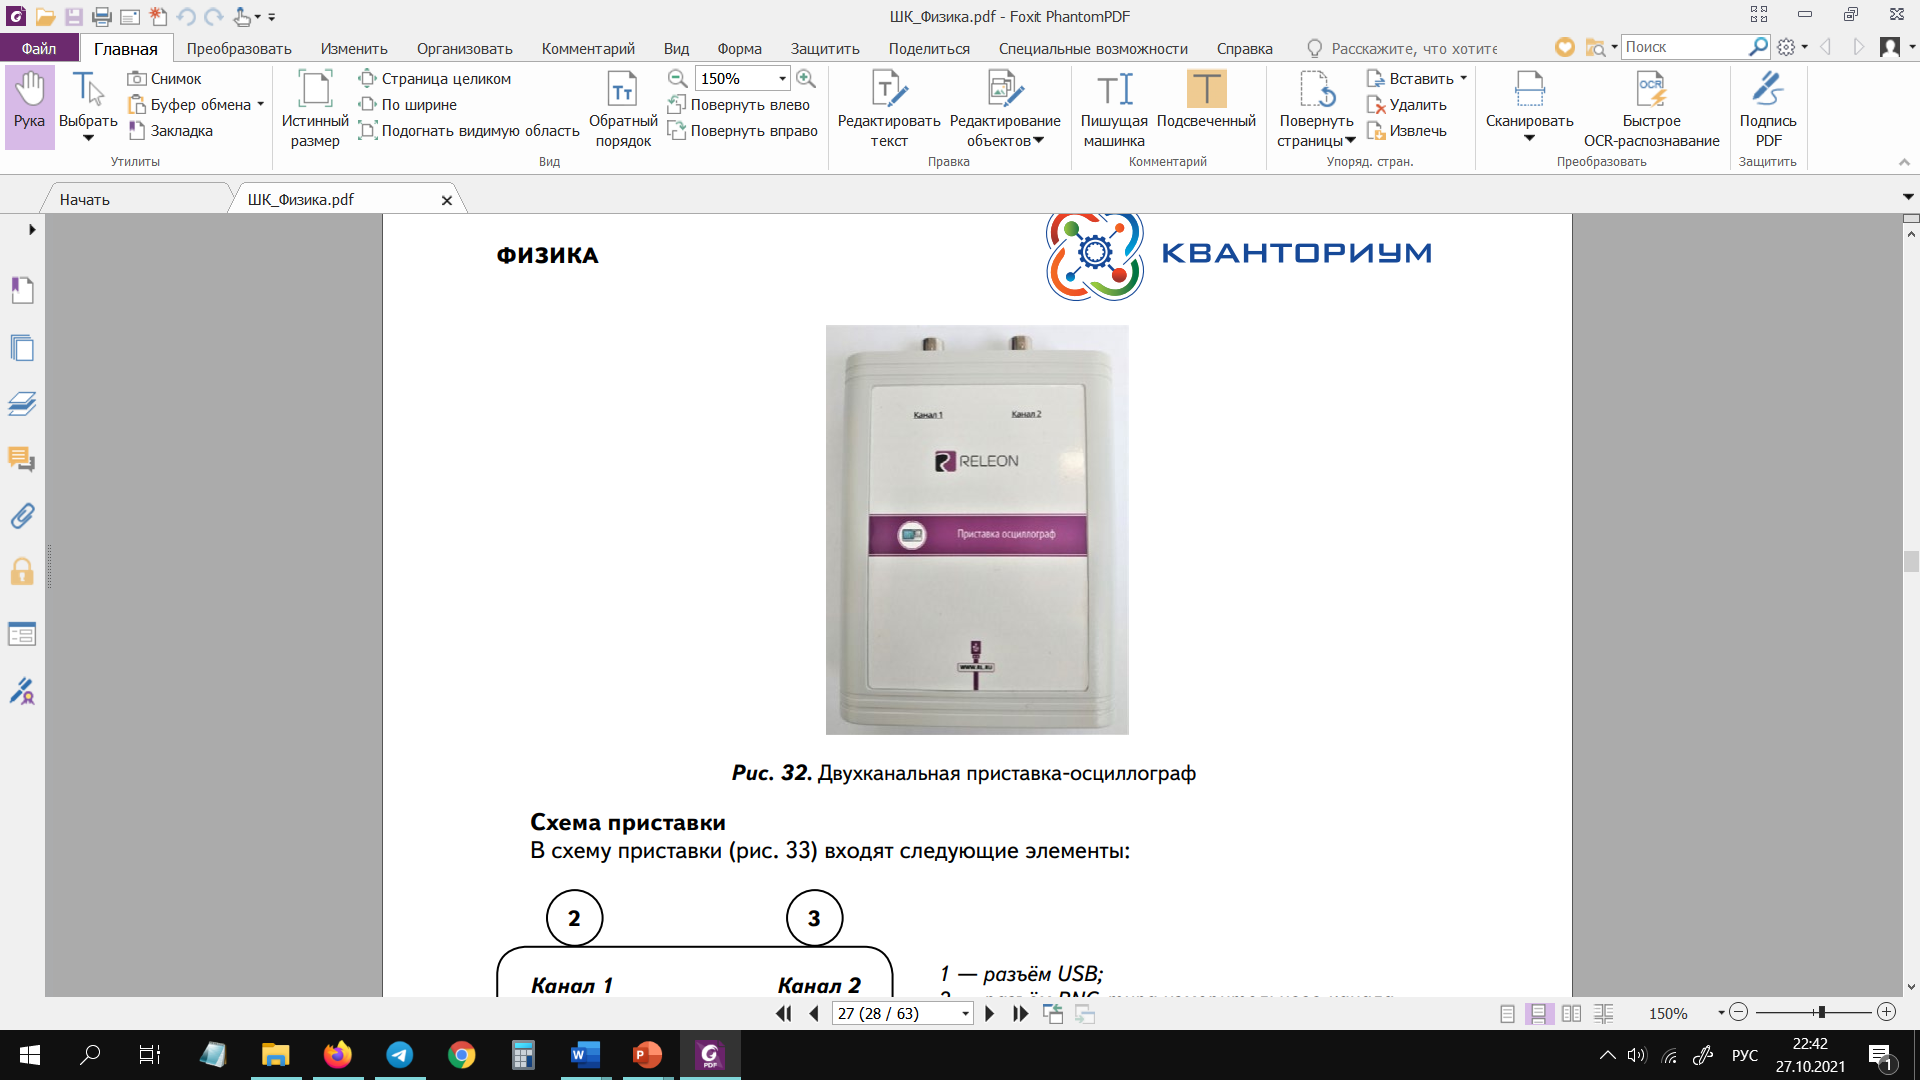 ШК_Физика.pdf - Foxit PhantomPDF
Файл
Главная
Преобразовать
Изменить
Организовать
Комментарий
Вид
Форма
Защитить
Поделиться
Специальные возможности
Справка
Расскажите, что хотите
Поиск
Рука
Выбрать
Снимок
Буфер обмена
Закладка
Утилиты
Истинный размер
Страница целиком
По ширине
Подогнать видимую область
Обратный порядок
150%
Повернуть влево
Повернуть вправо
Вид
Редактировать текст
Редактирование объектов
Правка
Пишущая машинка
Подсвеченный
Комментарий
Повернуть страницы
Вставить
Удалить
Извлечь
Упоряд. стран.
Сканировать
OCR
Быстрое OCR-распознавание
Преобразовать
Подпись PDF
Защитить
Начать
ШК_Физика.pdf
ФИЗИКА
КВАНТОРИУМ
Канал 1
Канал 2
RELEON
Приставка осциллограф
WWW.RL.RU
Рис. 32. Двухканальная приставка-осциллограф
Схема приставки
В схему приставки (рис. 33) входят следующие элементы:
2
3
Канал 1
Канал 2
1 — разъём USB;
27 (28 / 63)
150%
РУС
22:42
27.10.2021
1